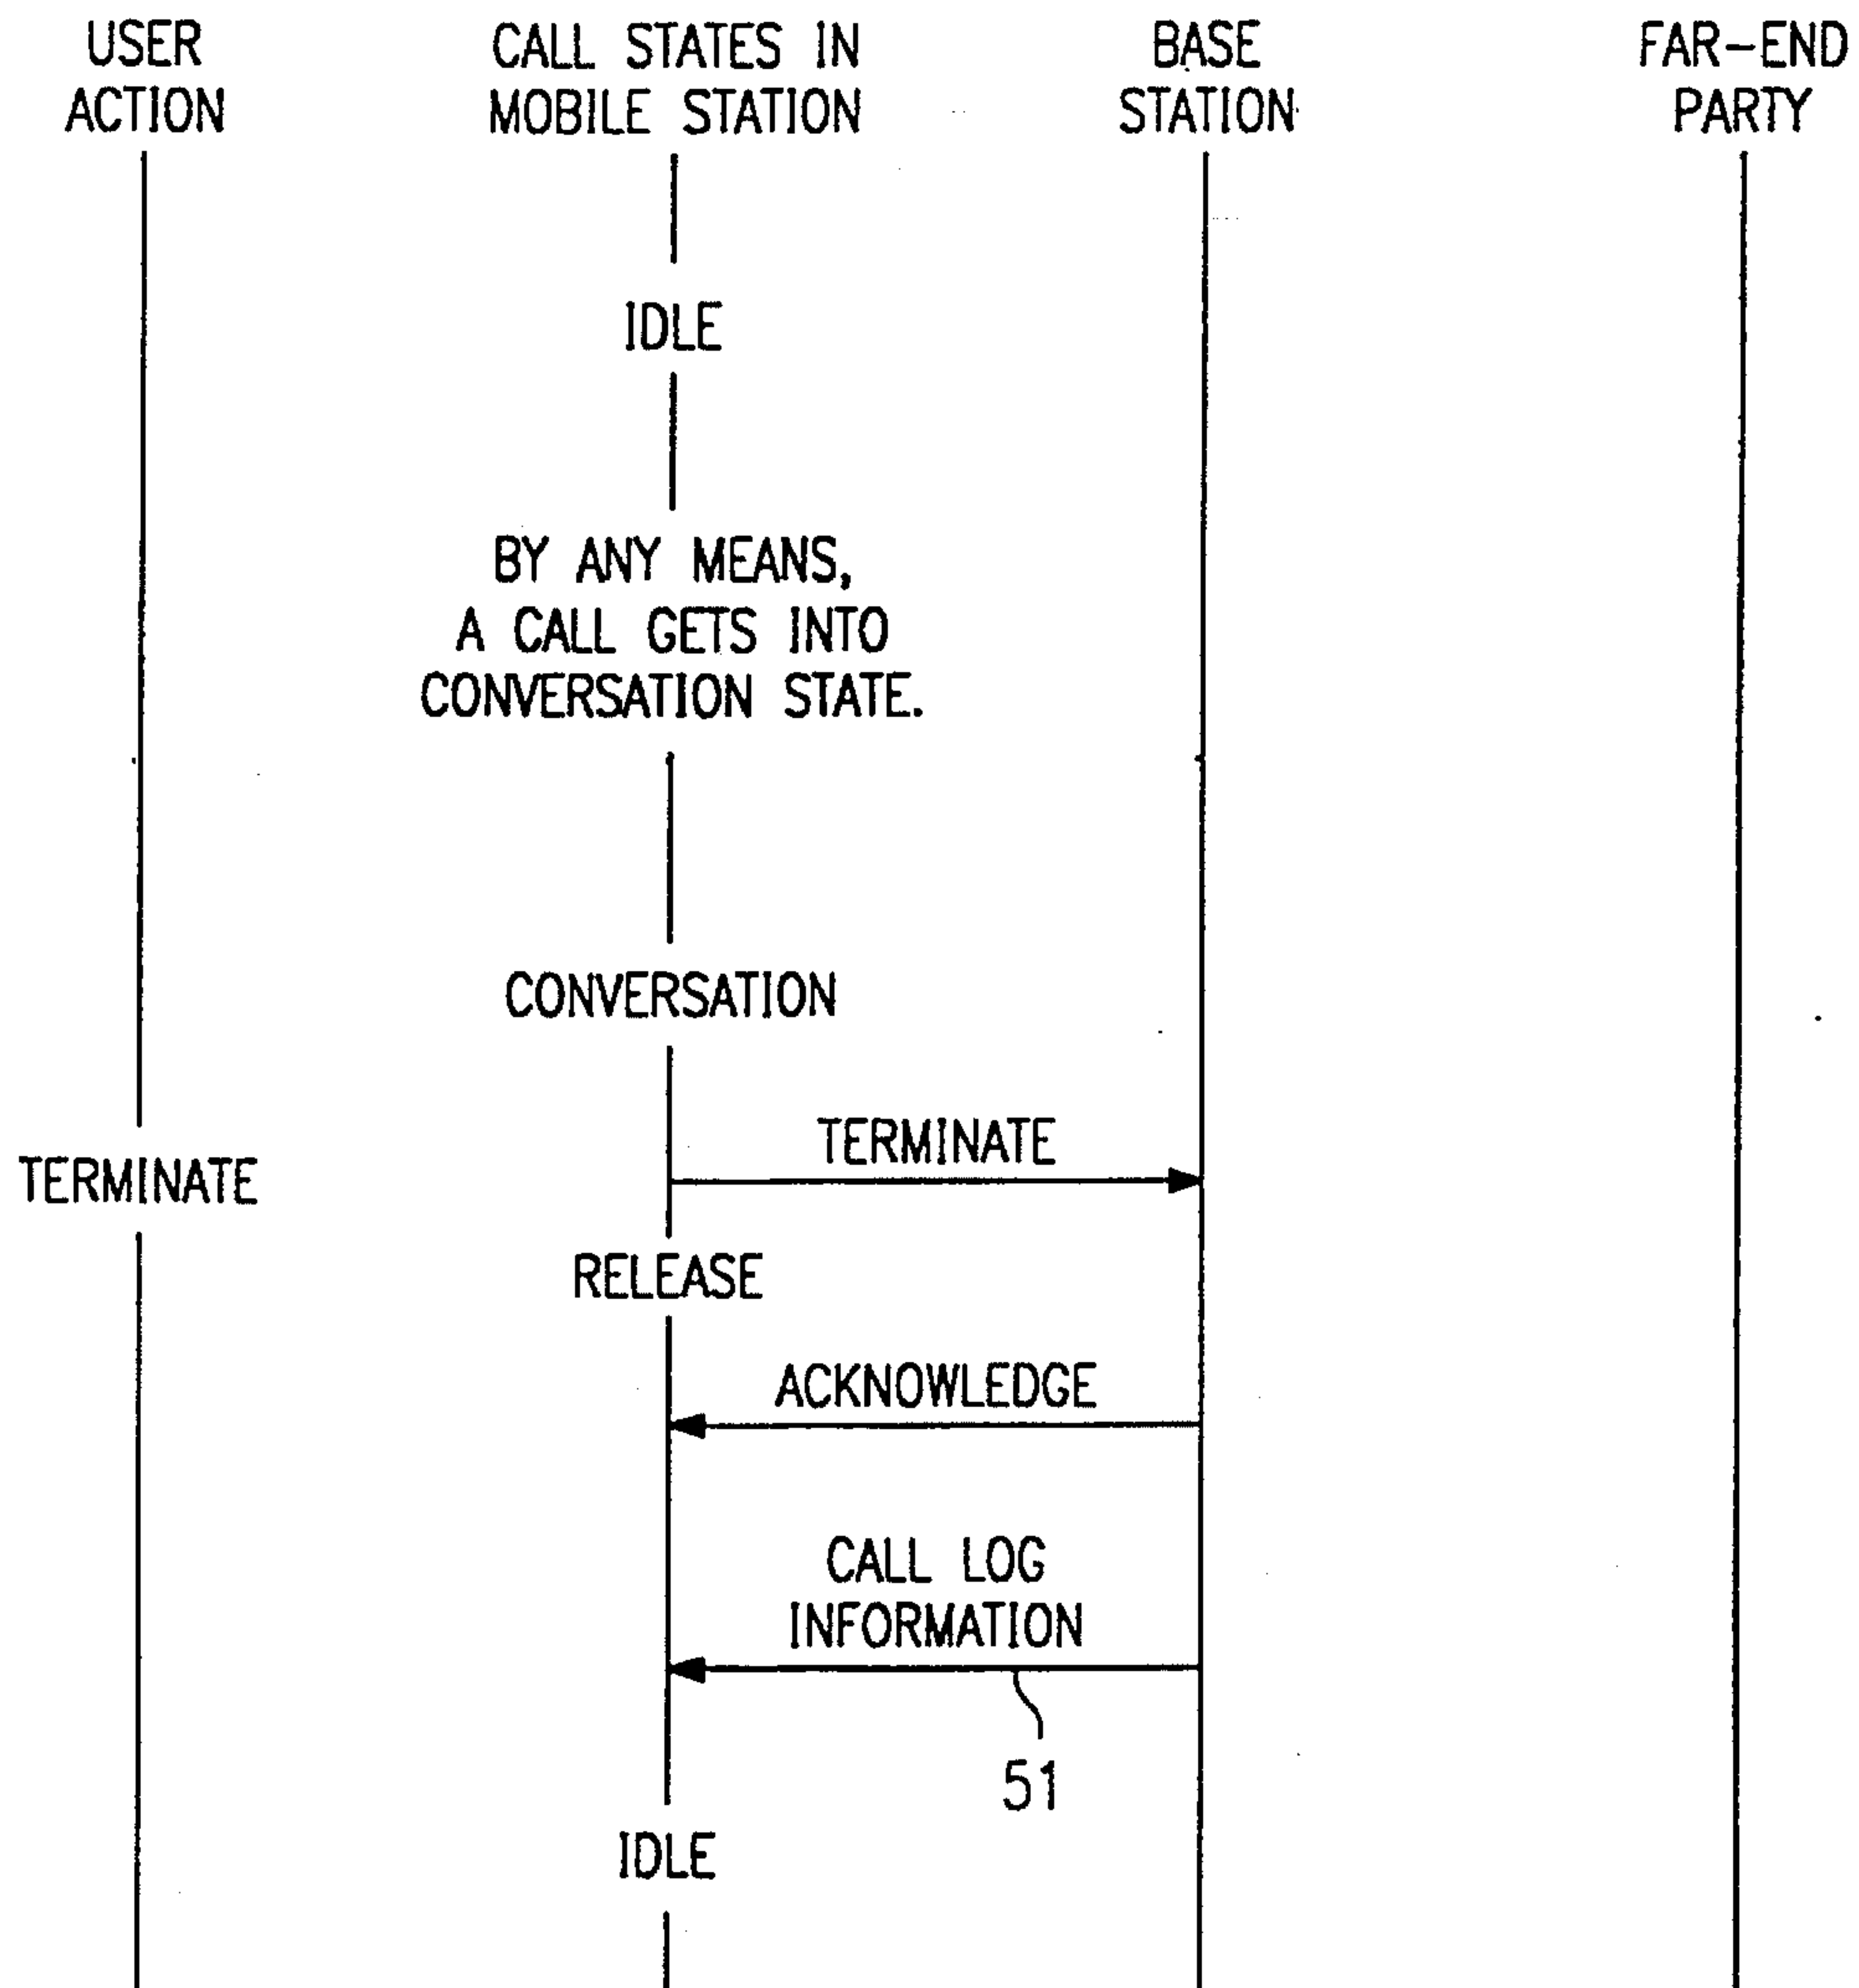 USER
ACTION
CALL STATES IN
MOBILE STATION
BASE
STATION
FAR-END
PARTY
IDLE
BY ANY MEANS,
A CALL GETS INTO
CONVERSATION STATE.
CONVERSATION
TERMINATE
TERMINATE
RELEASE
ACKNOWLEDGE
CALL LOG
INFORMATION
51
IDLE